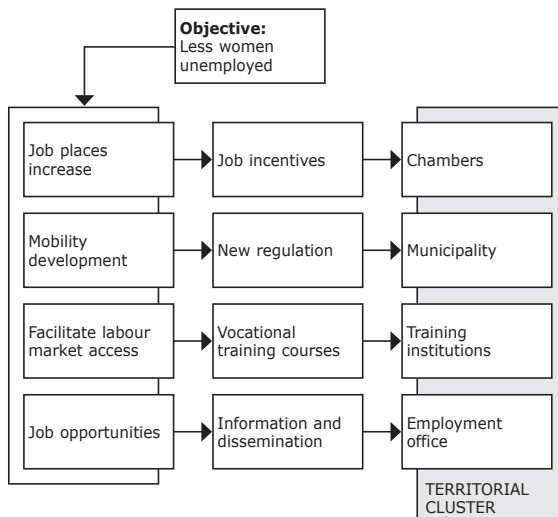 Objective:
Less women
unemployed
Job places
increase
Job incentives
Chambers
Mobility
development
New regulation
Municipality
Facilitate labour
market access
Vocational
training courses
Training
institutions
Job opportunities
Information and
dissemination
Employment
office
TERRITORIAL
CLUSTER